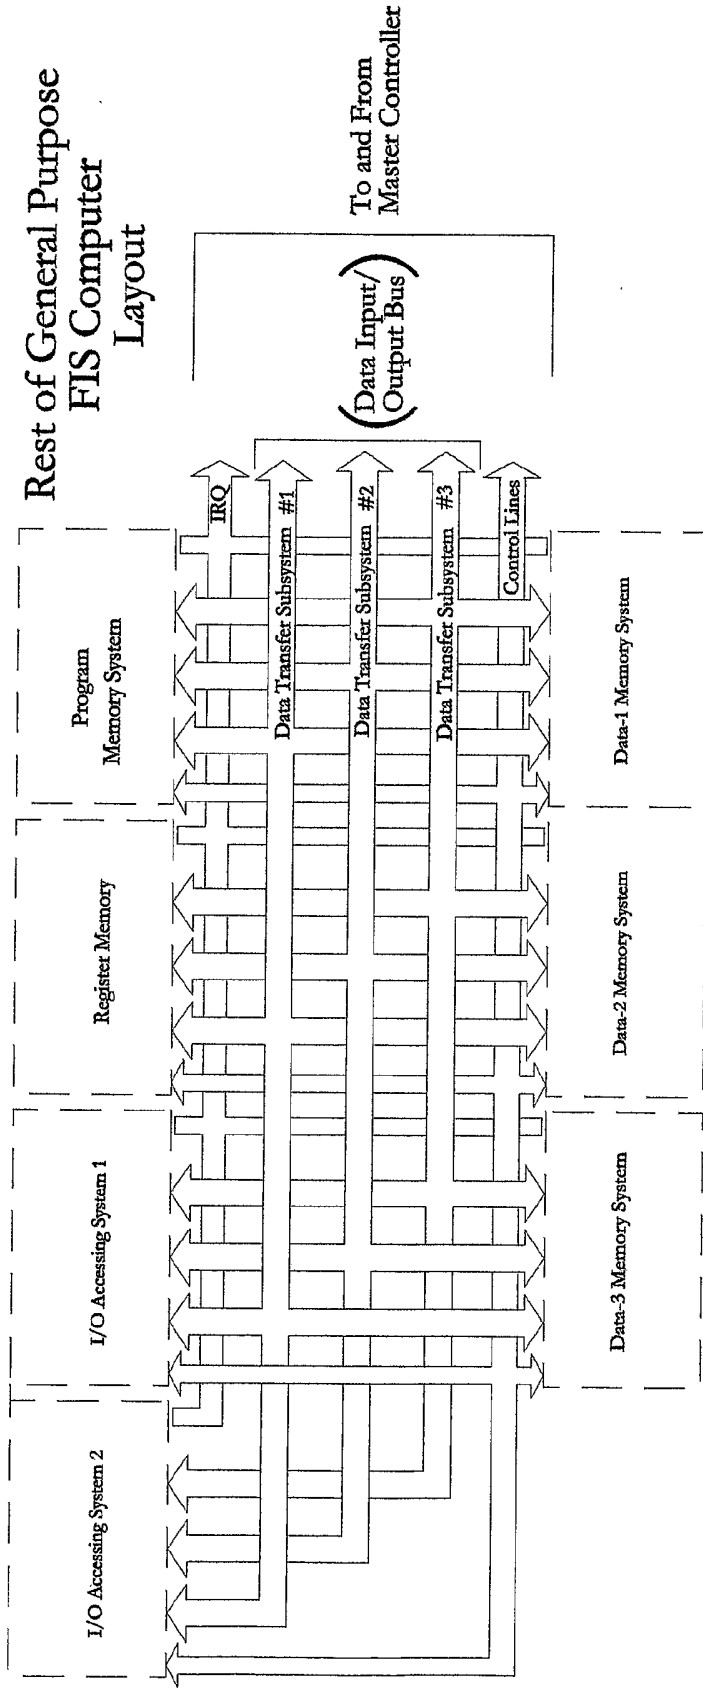 Rest of General Purpose
FIS Computer
Layout
Program
Memory System
Register Memory
I/O Accessing System 1
I/O Accessing System 2
IRQ
Data Transfer Subsystem #1
Data Transfer Subsystem #2
Data Transfer Subsystem #3
Control Lines
(Data Input/
Output Bus)
To and From
Master Controller
Data-1 Memory System
Data-2 Memory System
Data-3 Memory System